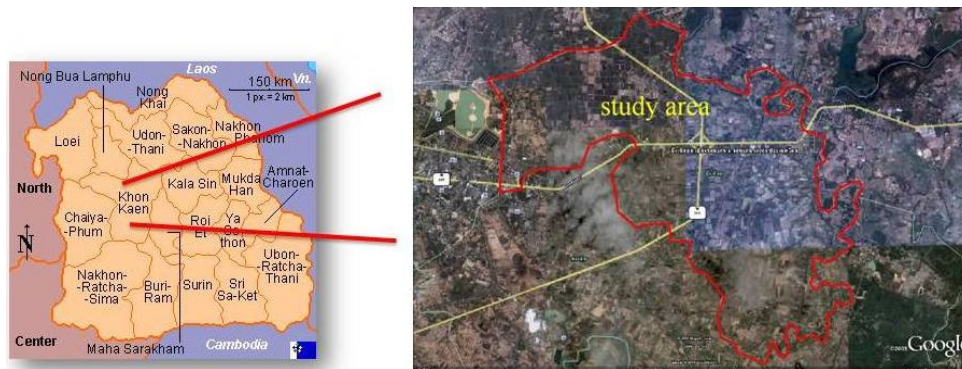 Laos
Nong Bua Lamphu
Vn.
150 km
1 px. = 2 km
Nong
Khai
Loei
Udon-
Thani
Sakon-
Nakhon
Nakhon
Phanom
North
Khon
Kaen
Kala Sin
Mukda
Han
Amnat-
Charoen
Chaiya-
Phum
Roi
Et
Ya
So
thon
N
Ubon-
Ratcha-
Thani
Nakhon-
Ratcha-
Sima
Buri-
Ram
Surin
Sri
Sa-Ket
Center
Maha Sarakham
Cambodia
study area
Google